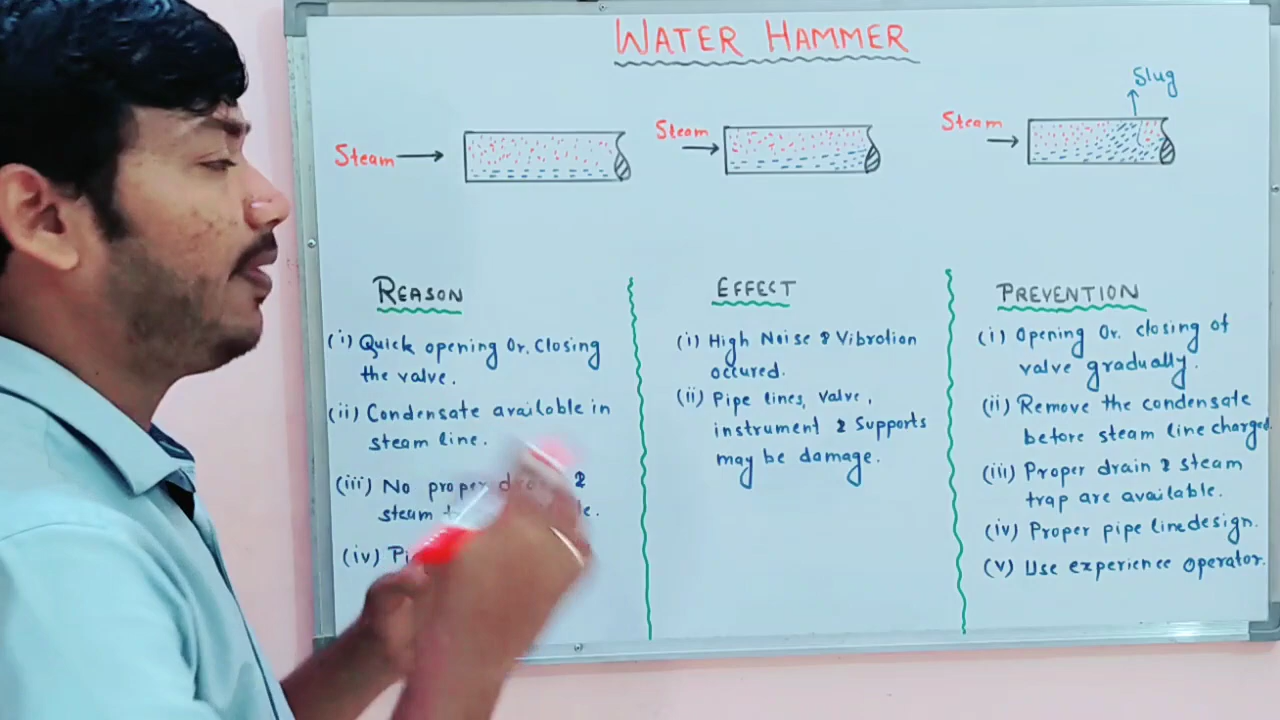 WATER HAMMER
Slug
Steam
Steam
Steam
REASON
(i) Quick opening Or. Closing
the valve.
(ii) Condensate available in
steam line.
(iii) No proper &
steam
(iv)
EFFECT
(i) High Noise & Vibration
occured.
(ii) Pipe lines, valve,
instrument & Supports
may be damage.
PREVENTION
(i) Opening Or. closing of
valve gradually.
(ii) Remove the condensate
before steam line charged.
(iii) Proper drain & steam
trap are available.
(iv) Proper pipe line design.
(v) Use experience operator.